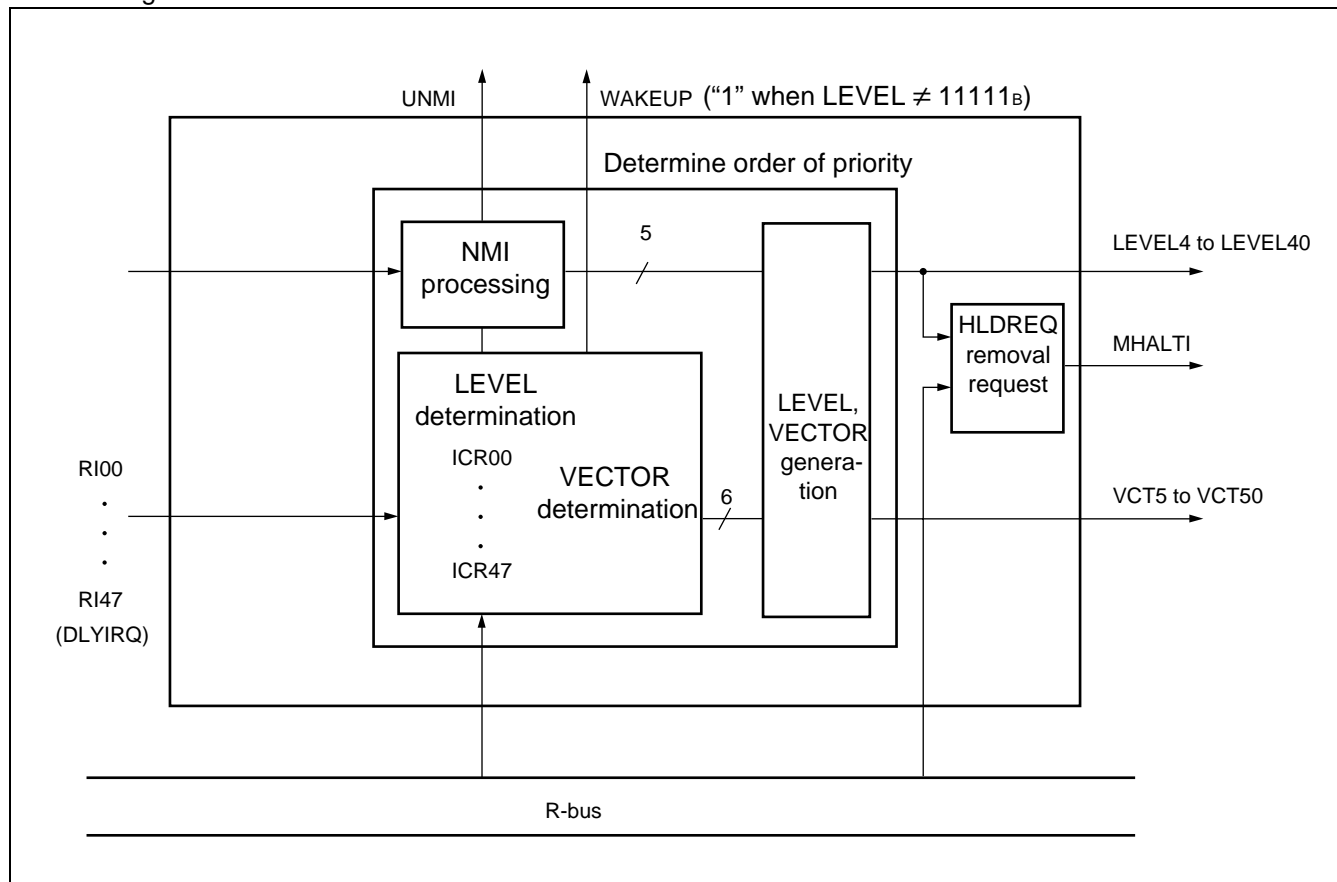 UNMI
WAKEUP ("1" when LEVEL ≠ 11111B)
Determine order of priority
NMI
processing
5
LEVEL4 to LEVEL40
HLDREQ
removal
request
MHALTI
LEVEL
determination
ICR00
.
.
.
ICR47
VECTOR
determination
6
LEVEL,
VECTOR
genera-
tion
VCT5 to VCT50
RI00
.
.
.
RI47
(DLYIRQ)
R-bus